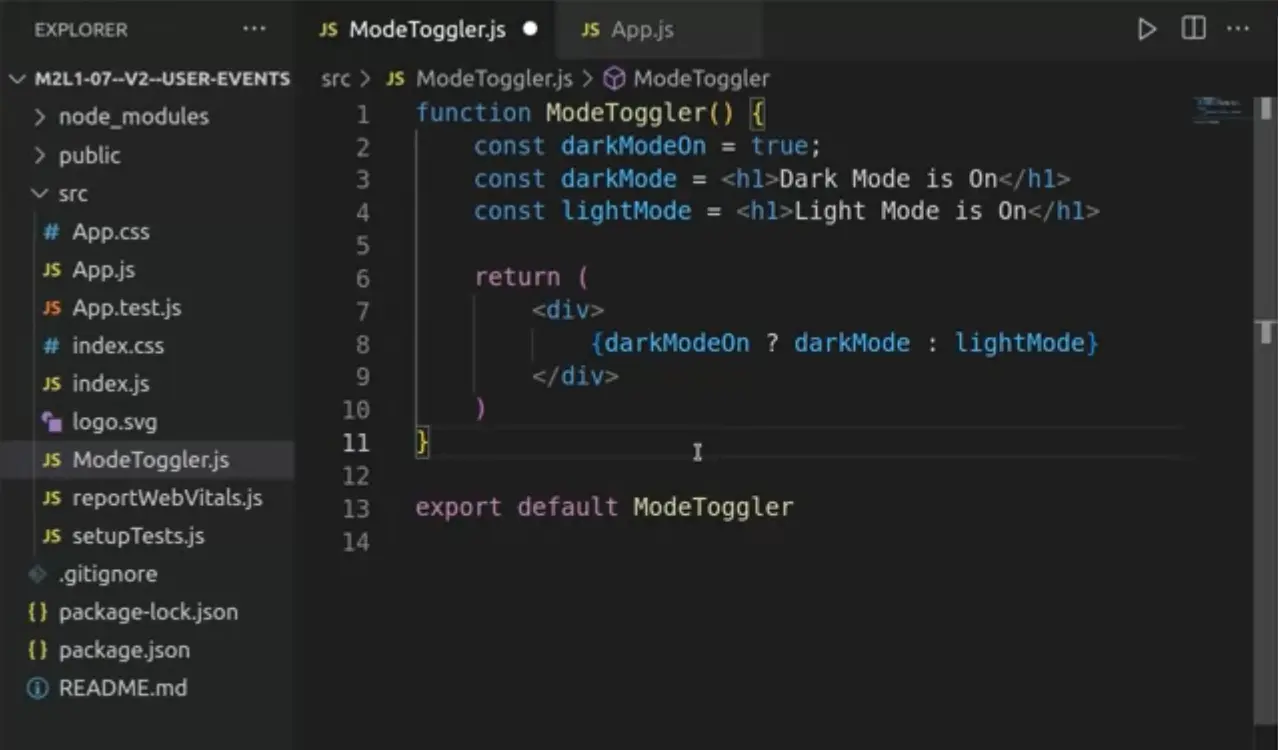 EXPLORER ···
M2L1-07--V2--USER-EVENTS
node_modules
public
src
# App.css
JS App.js
JS App.test.js
# index.css
JS index.js
logo.svg
JS ModeToggler.js
JS reportWebVitals.js
JS setupTests.js
.gitignore
{} package-lock.json
{} package.json
README.md
JS ModeToggler.js ● JS App.js
src > JS ModeToggler.js > ModeToggler
1 function ModeToggler() {
2 const darkModeOn = true;
3 const darkMode = <h1>Dark Mode is On</h1>
4 const lightMode = <h1>Light Mode is On</h1>
5
6 return (
7 <div>
8 {darkModeOn ? darkMode : lightMode}
9 </div>
10 )
11 }
12
13 export default ModeToggler
14